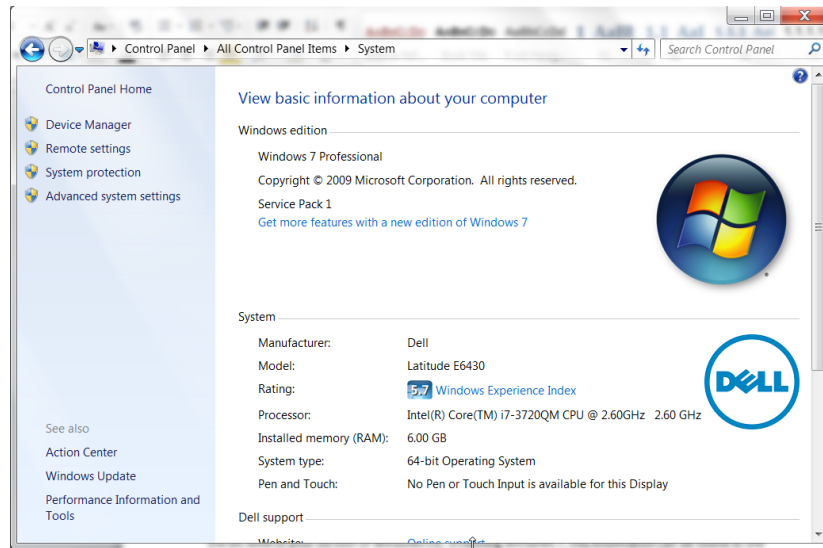 Control Panel ▸ All Control Panel Items ▸ System
Search Control Panel
Control Panel Home
Device Manager
Remote settings
System protection
Advanced system settings
See also
Action Center
Windows Update
Performance Information and
Tools
View basic information about your computer
Windows edition
Windows 7 Professional
Copyright © 2009 Microsoft Corporation.  All rights reserved.
Service Pack 1
Get more features with a new edition of Windows 7
System
Manufacturer: Dell
Model: Latitude E6430
Rating: 5.7 Windows Experience Index
Processor: Intel(R) Core(TM) i7-3720QM CPU @ 2.60GHz   2.60 GHz
Installed memory (RAM): 6.00 GB
System type: 64-bit Operating System
Pen and Touch: No Pen or Touch Input is available for this Display
DELL
Dell support
Website: Online support